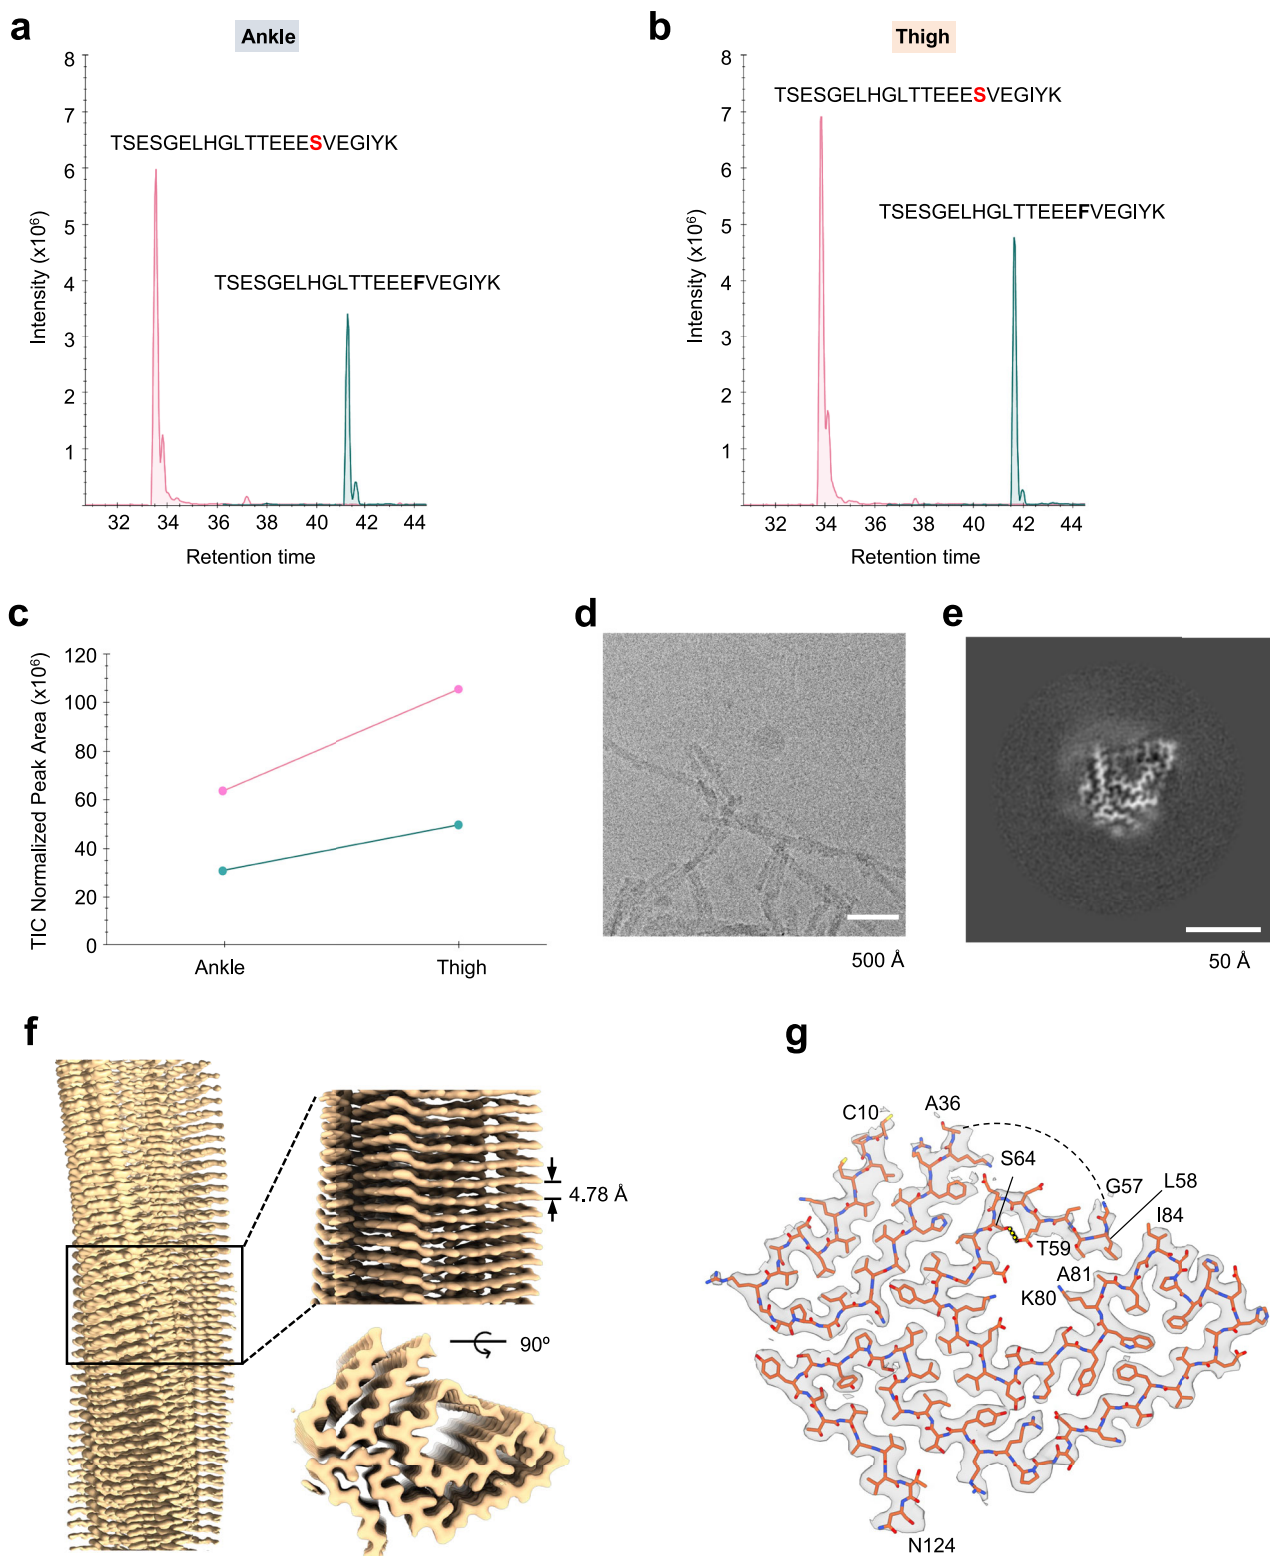 a
Ankle
8
7
6
5
4
3
2
1
Intensity (x10⁶)
TSESGELHGLTTEEESVEGIYK
TSESGELHGLTTEEEFVEGIYK
32 34 36 38 40 42 44
Retention time
b
Thigh
8
7
6
5
4
3
2
1
Intensity (x10⁶)
TSESGELHGLTTEEESVEGIYK
TSESGELHGLTTEEEFVEGIYK
32 34 36 38 40 42 44
Retention time
c
TIC Normalized Peak Area (x10⁶)
120
100
80
60
40
20
0
Ankle Thigh
d
500 Å
e
50 Å
f
4.78 Å
90º
g
C10
A36
S64
G57
L58
I84
T59
A81
K80
N124